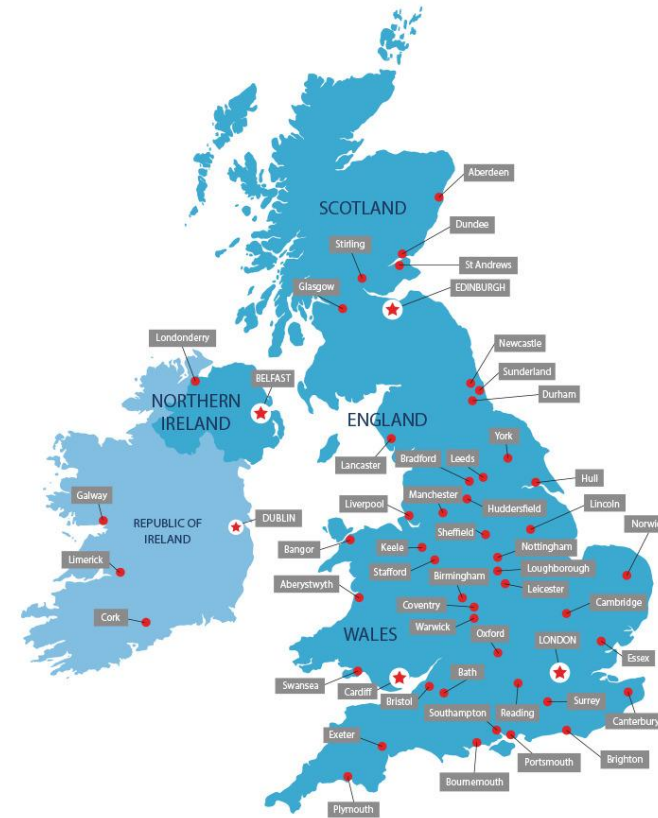 Aberdeen
SCOTLAND
Dundee
Stirling
St Andrews
Glasgow
EDINBURGH
Londonderry
Newcastle
Sunderland
BELFAST
Durham
NORTHERN
IRELAND
ENGLAND
York
Lancaster
Bradford
Leeds
Hull
Galway
Liverpool
Manchester
Huddersfield
Lincoln
DUBLIN
REPUBLIC OF
IRELAND
Sheffield
Norwic
Bangor
Keele
Nottingham
Limerick
Stafford
Loughborough
Birmingham
Leicester
Aberystwyth
Coventry
Cambridge
Cork
Warwick
WALES
Oxford
LONDON
Essex
Swansea
Cardiff
Bath
Bristol
Reading
Surrey
Canterbury
Southampton
Exeter
Portsmouth
Brighton
Bournemouth
Plymouth